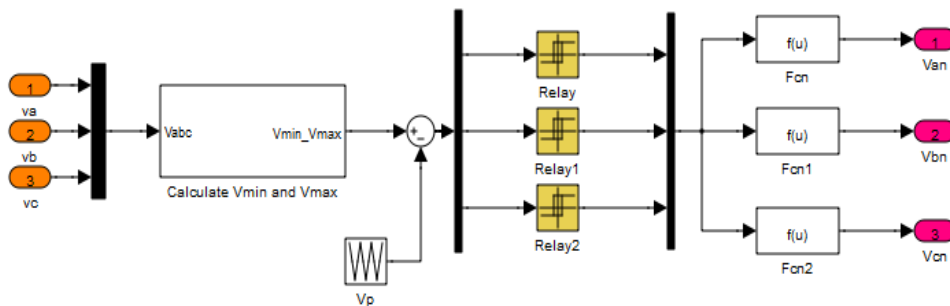 1
va
2
vb
3
vc
Vabc
Vmin_Vmax
Calculate Vmin and Vmax
Vp
+
−
Relay
Relay1
Relay2
f(u)
Fcn
f(u)
Fcn1
f(u)
Fcn2
1
Van
2
Vbn
3
Vcn